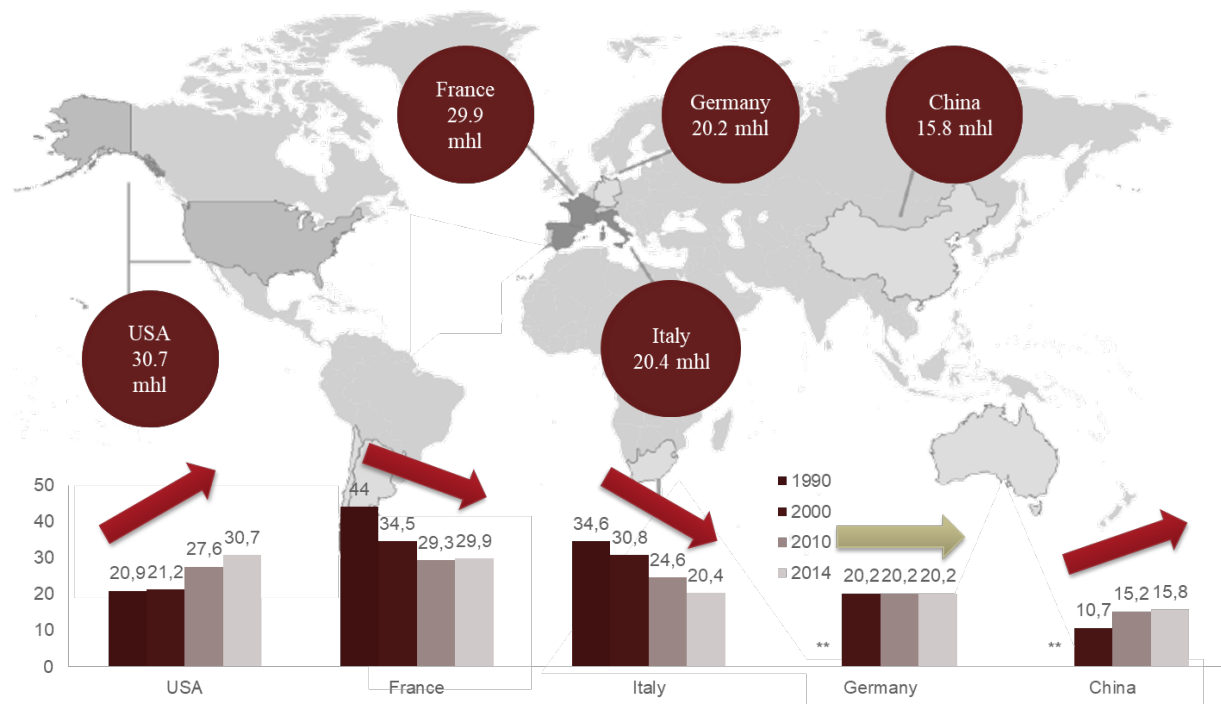 France
29.9
mhl
Germany
20.2 mhl
China
15.8 mhl
USA
30.7
mhl
Italy
20.4 mhl
50
40
30
20
10
0
20,9
21,2
27,6
30,7
44
34,5
29,3
29,9
34,6
30,8
24,6
20,4
1990
2000
2010
2014
**
20,2
20,2
20,2
**
10,7
15,2
15,8
USA
France
Italy
Germany
China